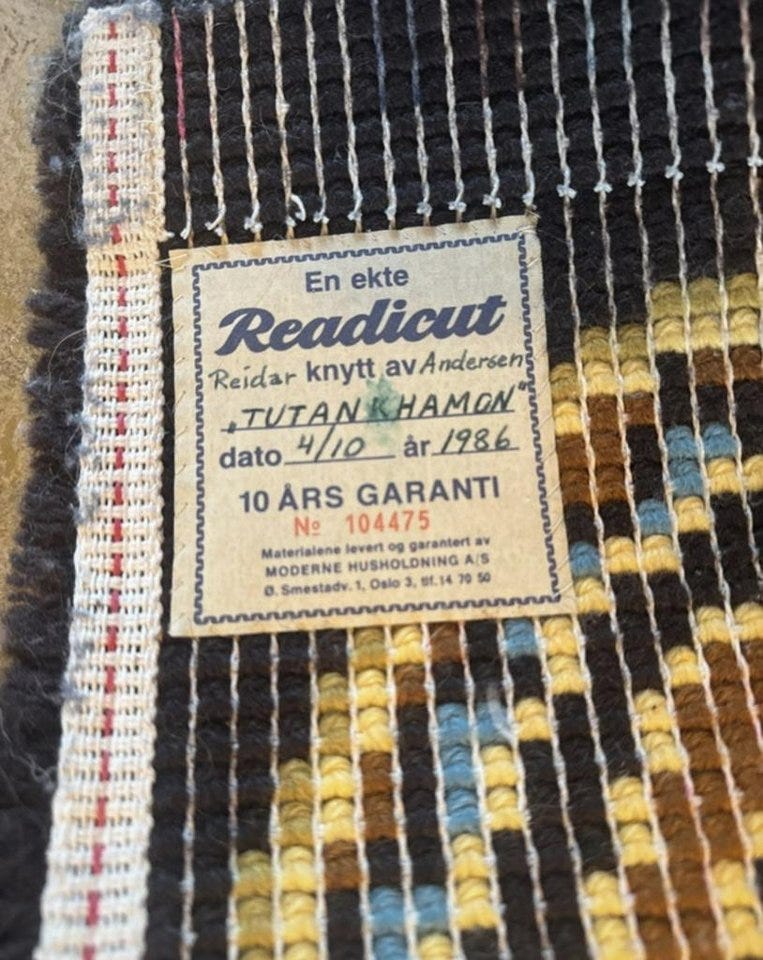 En ekte
Readicut
Reidar knytt av Andersen
„TUTANKHAMON"
dato 4/10 år 1986
10 ÅRS GARANTI
No 104475
Materialene levert og garantert av
MODERNE HUSHOLDNING A/S
Ø. Smestadv. 1, Oslo 3, tlf. 14 70 50